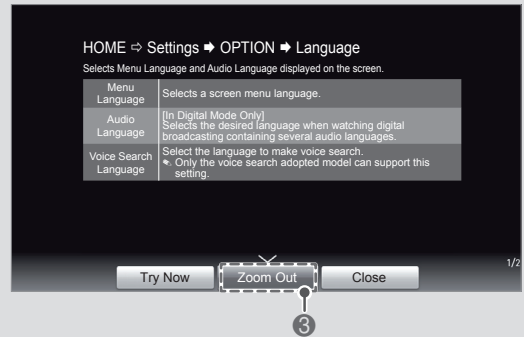 HOME ⇨ Settings ➡ OPTION ➡ Language
Selects Menu Language and Audio Language displayed on the screen.
Menu
Language
Selects a screen menu language.
Audio
Language
[In Digital Mode Only]
Selects the desired language when watching digital
broadcasting containing several audio languages.
Voice Search
Language
Select the language to make voice search.
Only the voice search adopted model can support this
setting.
1/2
Try Now
Zoom Out
Close
3